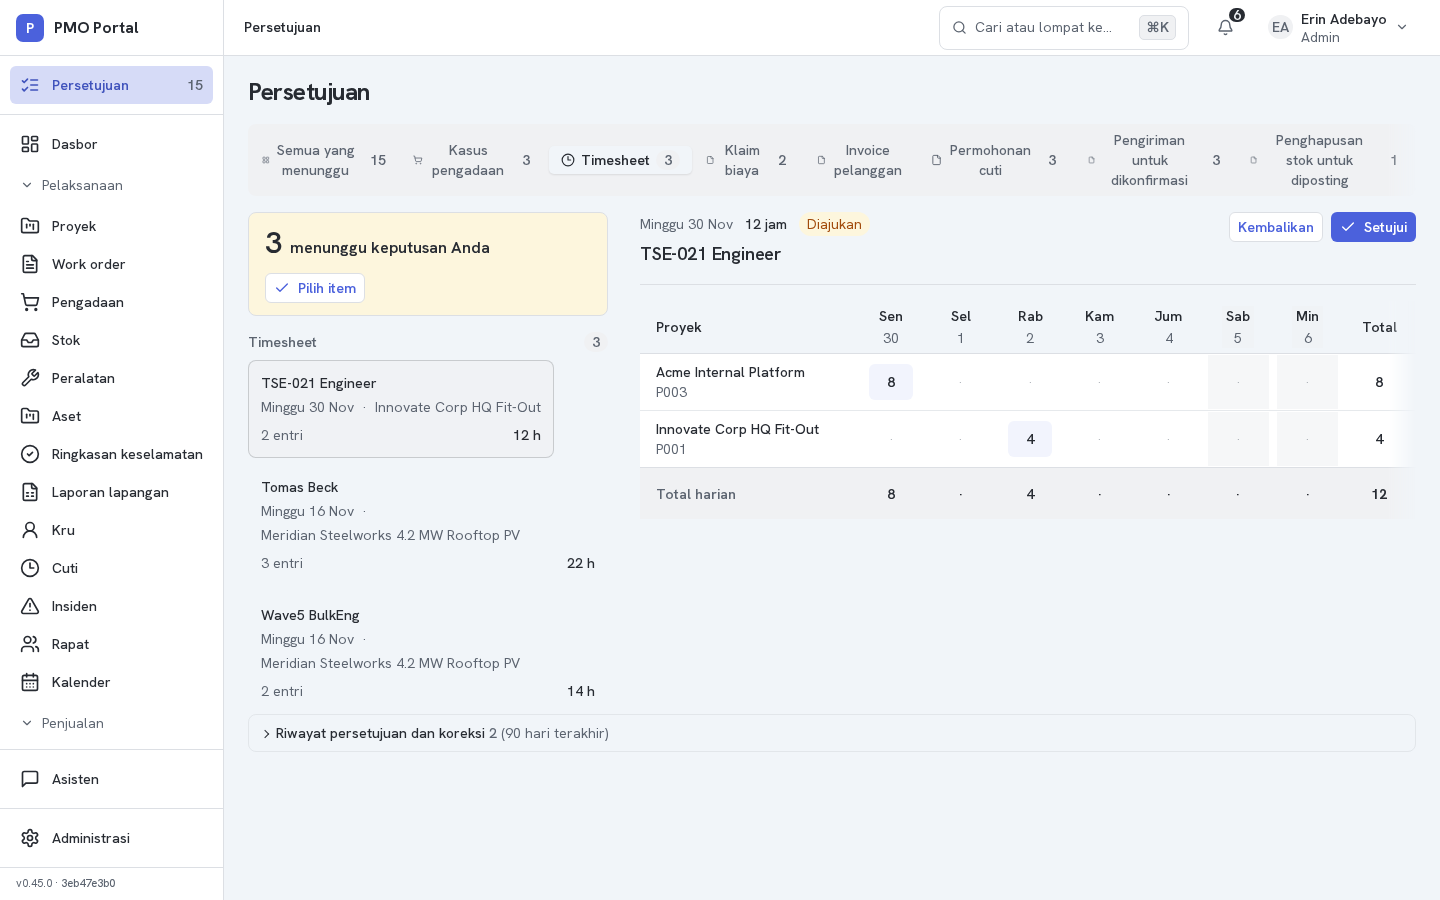 P PMO Portal
Persetujuan
Cari atau lompat ke...
⌘K
6
EA
Erin Adebayo
Admin
Persetujuan 15
Dasbor
Pelaksanaan
Proyek
Work order
Pengadaan
Stok
Peralatan
Aset
Ringkasan keselamatan
Laporan lapangan
Kru
Cuti
Insiden
Rapat
Kalender
Penjualan
Asisten
Administrasi
v0.45.0 · 3eb47e3b0
Persetujuan
Semua yang menunggu 15
Kasus pengadaan 3
Timesheet 3
Klaim biaya 2
Invoice pelanggan
Permohonan cuti 3
Pengiriman untuk dikonfirmasi 3
Penghapusan stok untuk diposting 1
3 menunggu keputusan Anda
Pilih item
Timesheet 3
TSE-021 Engineer
Minggu 30 Nov · Innovate Corp HQ Fit-Out
2 entri 12 h
Tomas Beck
Minggu 16 Nov ·
Meridian Steelworks 4.2 MW Rooftop PV
3 entri 22 h
Wave5 BulkEng
Minggu 16 Nov ·
Meridian Steelworks 4.2 MW Rooftop PV
2 entri 14 h
Minggu 30 Nov 12 jam Diajukan
TSE-021 Engineer
Kembalikan
Setujui
Proyek Sen 30 Sel 1 Rab 2 Kam 3 Jum 4 Sab 5 Min 6 Total
Acme Internal Platform 8 · · · · · · 8
P003
Innovate Corp HQ Fit-Out · · 4 · · · · 4
P001
Total harian 8 · 4 · · · · 12
Riwayat persetujuan dan koreksi 2 (90 hari terakhir)